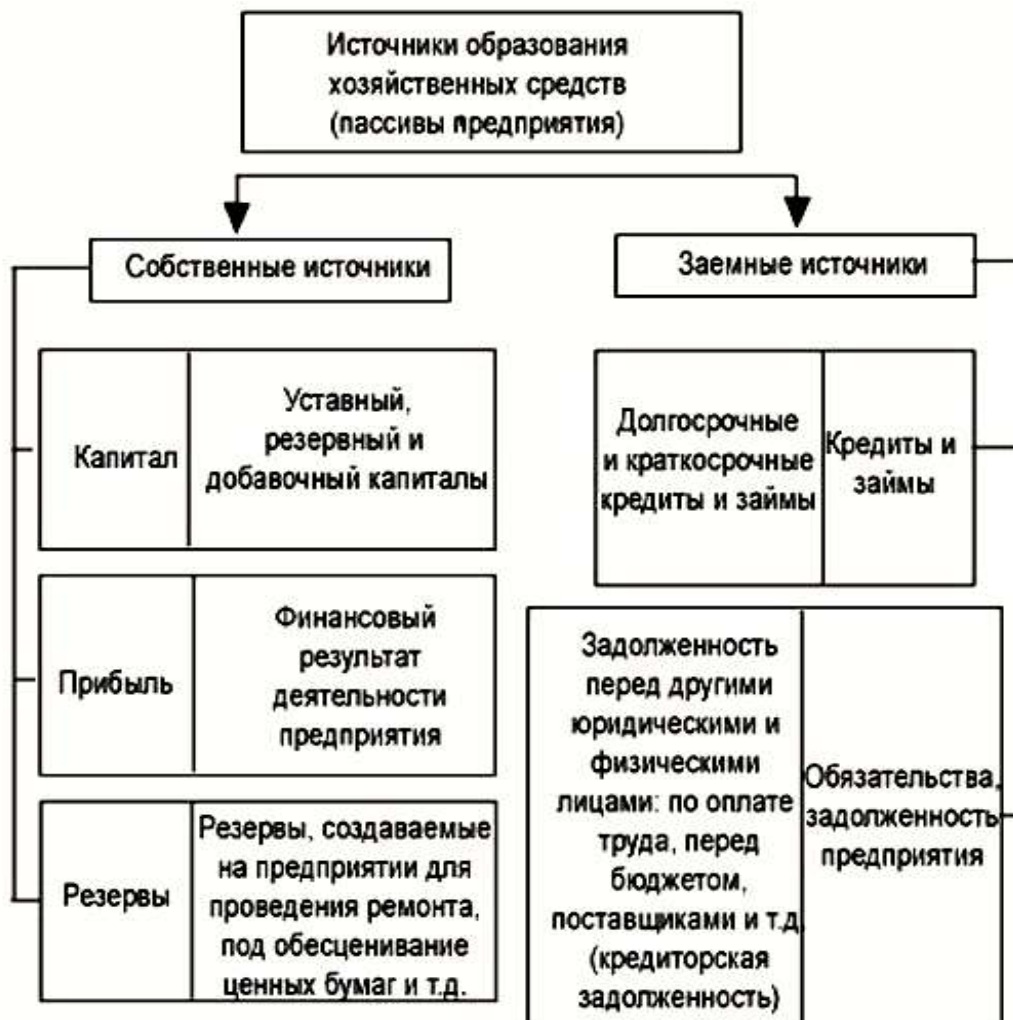 Источники образования
хозяйственных средств
(пассивы предприятия)
Собственные источники
Заемные источники
Капитал
Уставный,
резервный и
добавочный капиталы
Прибыль
Финансовый
результат
деятельности
предприятия
Резервы
Резервы, создаваемые
на предприятии для
проведения ремонта,
под обесценивание
ценных бумаг и т.д.
Долгосрочные
и краткосрочные
кредиты и займы
Кредиты и
займы
Задолженность
перед другими
юридическими и
физическими
лицами: по оплате
труда, перед
бюджетом,
поставщиками и т.д
(кредиторская
задолженность)
Обязательства,
задолженность
предприятия